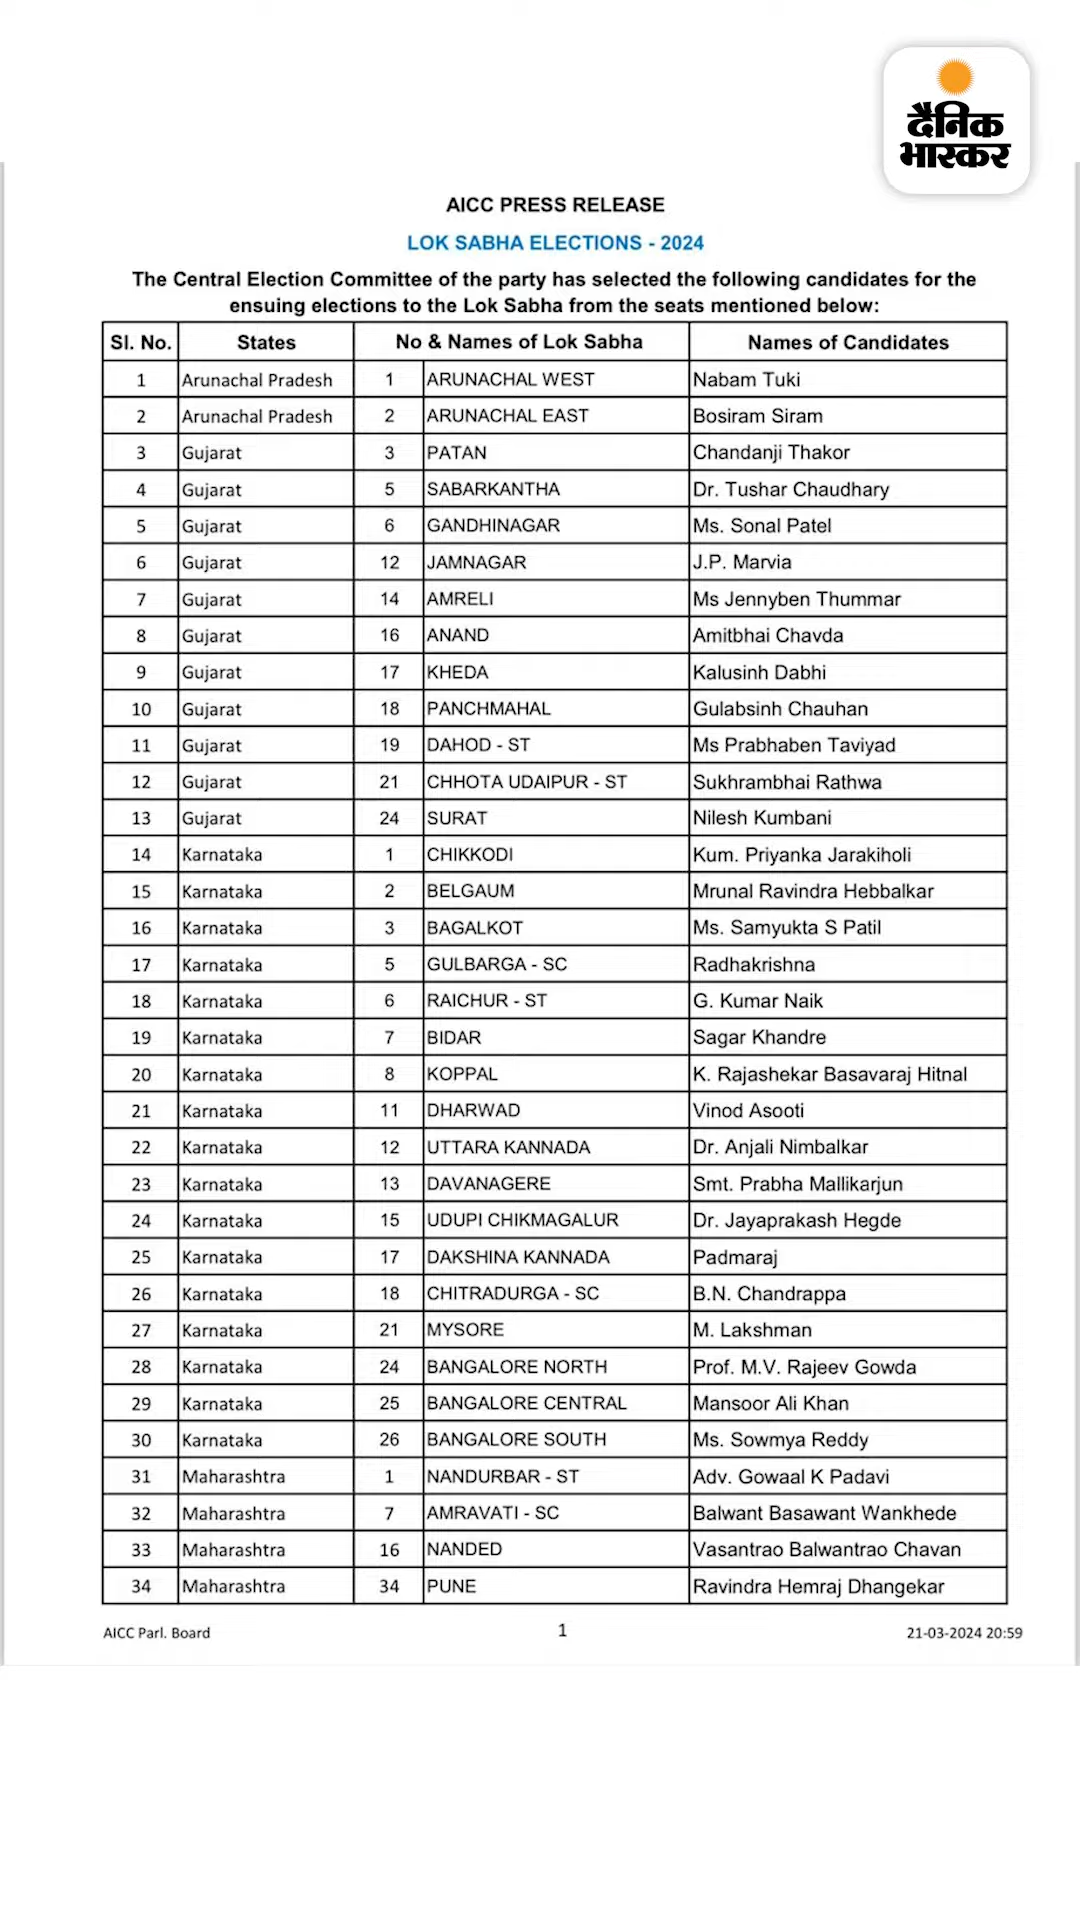 दैनिक
भास्कर
AICC PRESS RELEASE
LOK SABHA ELECTIONS - 2024
The Central Election Committee of the party has selected the following candidates for the
ensuing elections to the Lok Sabha from the seats mentioned below:
Sl. No. States No & Names of Lok Sabha Names of Candidates
1 Arunachal Pradesh 1 ARUNACHAL WEST Nabam Tuki
2 Arunachal Pradesh 2 ARUNACHAL EAST Bosiram Siram
3 Gujarat 3 PATAN Chandanji Thakor
4 Gujarat 5 SABARKANTHA Dr. Tushar Chaudhary
5 Gujarat 6 GANDHINAGAR Ms. Sonal Patel
6 Gujarat 12 JAMNAGAR J.P. Marvia
7 Gujarat 14 AMRELI Ms Jennyben Thummar
8 Gujarat 16 ANAND Amitbhai Chavda
9 Gujarat 17 KHEDA Kalusinh Dabhi
10 Gujarat 18 PANCHMAHAL Gulabsinh Chauhan
11 Gujarat 19 DAHOD - ST Ms Prabhaben Taviyad
12 Gujarat 21 CHHOTA UDAIPUR - ST Sukhrambhai Rathwa
13 Gujarat 24 SURAT Nilesh Kumbani
14 Karnataka 1 CHIKKODI Kum. Priyanka Jarakiholi
15 Karnataka 2 BELGAUM Mrunal Ravindra Hebbalkar
16 Karnataka 3 BAGALKOT Ms. Samyukta S Patil
17 Karnataka 5 GULBARGA - SC Radhakrishna
18 Karnataka 6 RAICHUR - ST G. Kumar Naik
19 Karnataka 7 BIDAR Sagar Khandre
20 Karnataka 8 KOPPAL K. Rajashekar Basavaraj Hitnal
21 Karnataka 11 DHARWAD Vinod Asooti
22 Karnataka 12 UTTARA KANNADA Dr. Anjali Nimbalkar
23 Karnataka 13 DAVANAGERE Smt. Prabha Mallikarjun
24 Karnataka 15 UDUPI CHIKMAGALUR Dr. Jayaprakash Hegde
25 Karnataka 17 DAKSHINA KANNADA Padmaraj
26 Karnataka 18 CHITRADURGA - SC B.N. Chandrappa
27 Karnataka 21 MYSORE M. Lakshman
28 Karnataka 24 BANGALORE NORTH Prof. M.V. Rajeev Gowda
29 Karnataka 25 BANGALORE CENTRAL Mansoor Ali Khan
30 Karnataka 26 BANGALORE SOUTH Ms. Sowmya Reddy
31 Maharashtra 1 NANDURBAR - ST Adv. Gowaal K Padavi
32 Maharashtra 7 AMRAVATI - SC Balwant Basawant Wankhede
33 Maharashtra 16 NANDED Vasantrao Balwantrao Chavan
34 Maharashtra 34 PUNE Ravindra Hemraj Dhangekar
AICC Parl. Board 1 21-03-2024 20:59